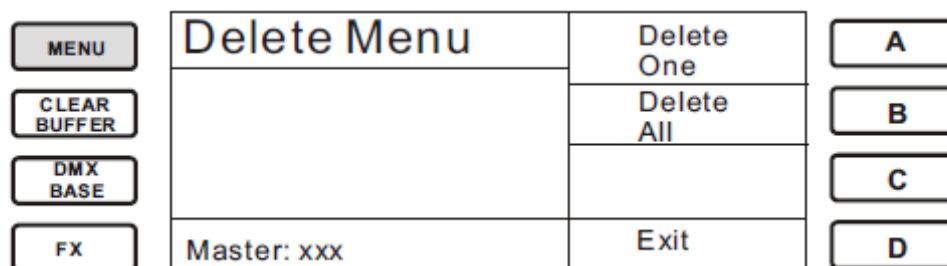 MENU
CLEAR
BUFFER
DMX
BASE
FX
Delete Menu
Master: xxx
Delete
One
Delete
All
Exit
A
B
C
D